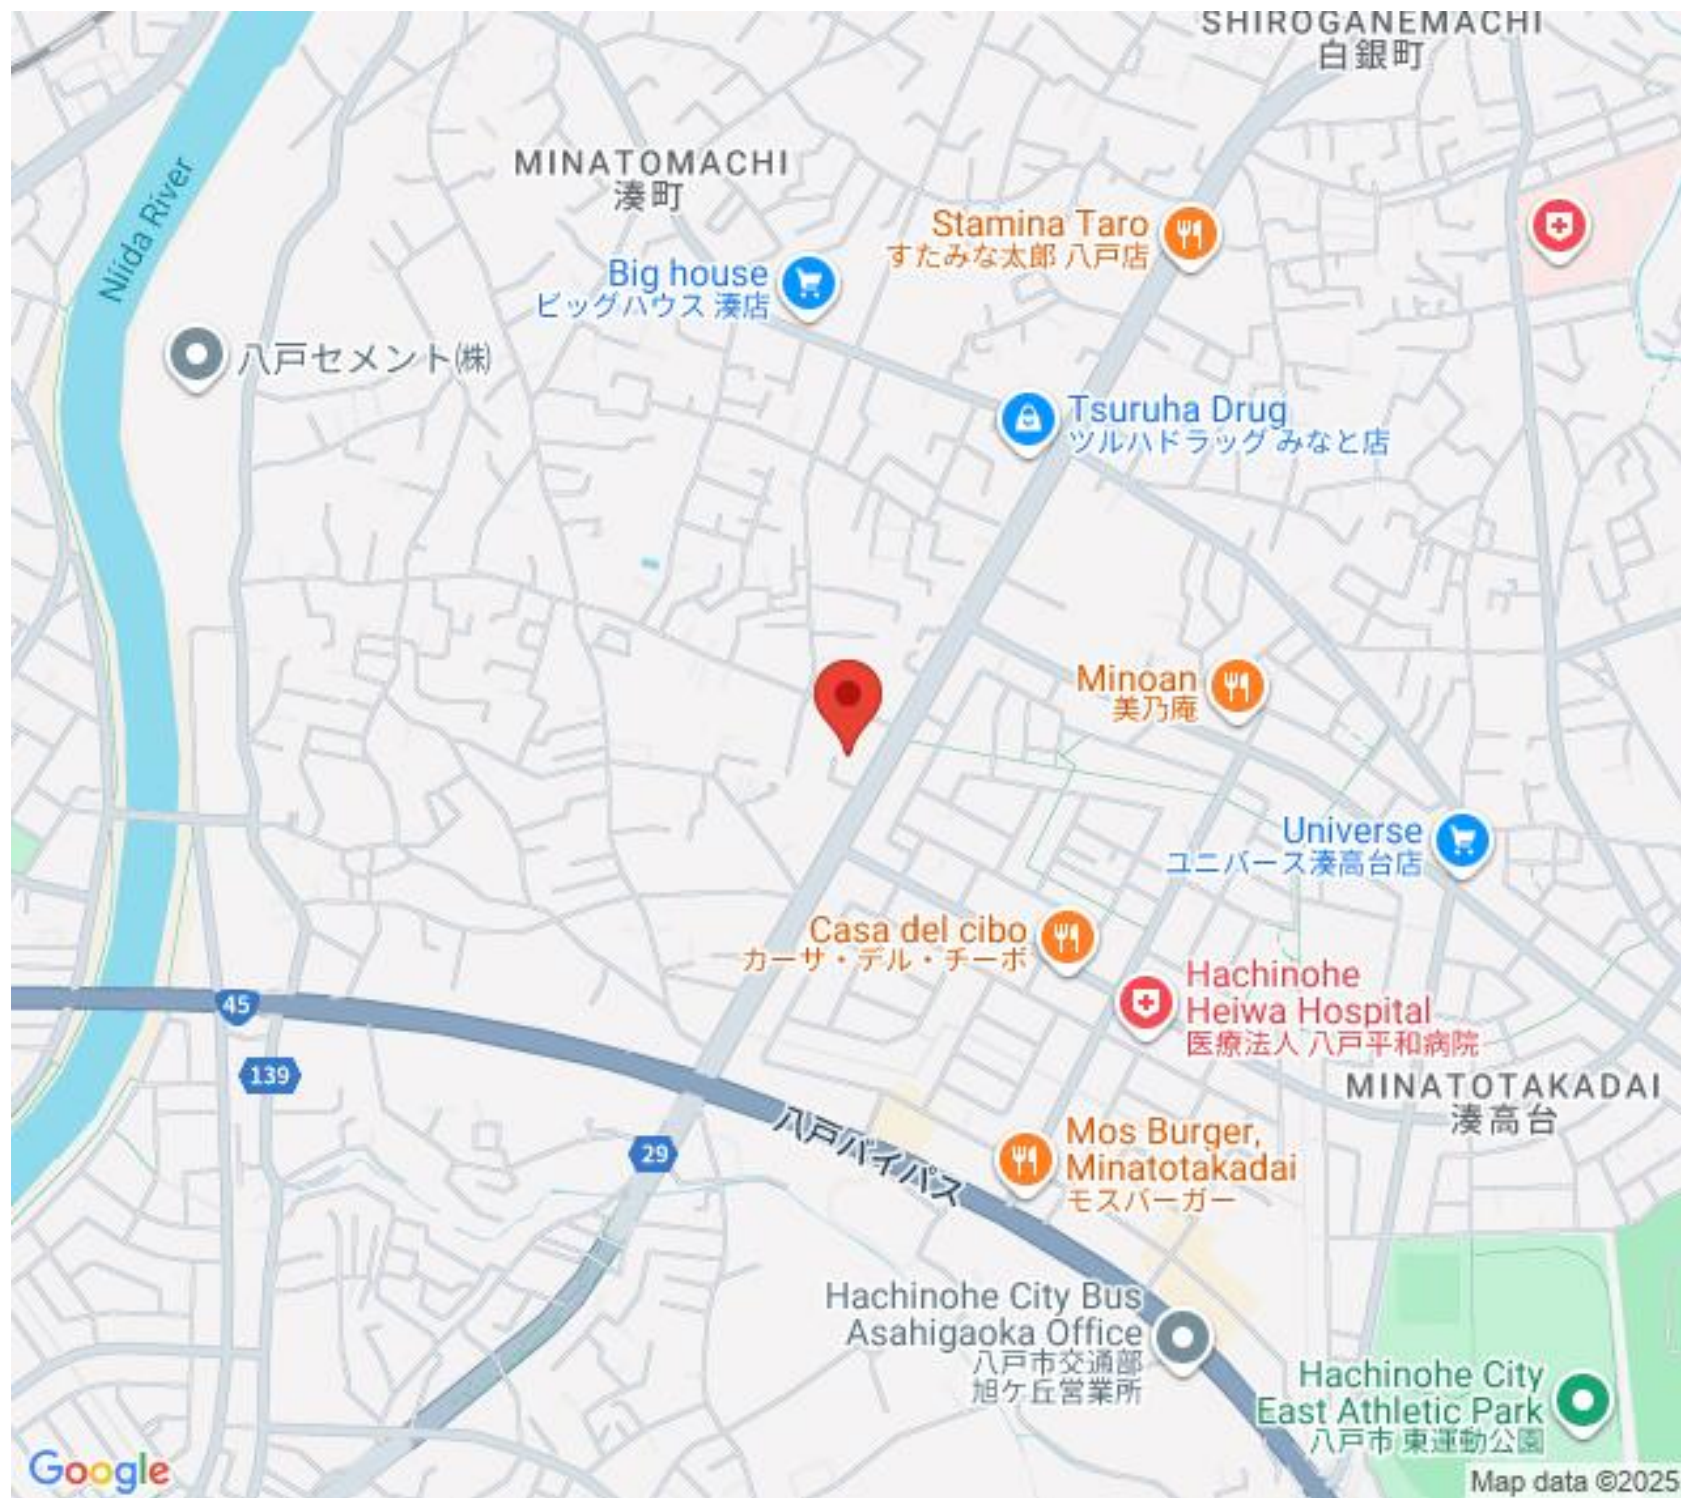 SHIROGANEMACHI
白銀町
MINATOMACHI
湊町
Niida River
Stamina Taro
すたみな太郎 八戸店
Big house
ビッグハウス 湊店
八戸セメント㈱
Tsuruha Drug
ツルハドラッグ みなと店
Minoan
美乃庵
Universe
ユニバース湊高台店
Casa del cibo
カーサ・デル・チーボ
Hachinohe
Heiwa Hospital
医療法人 八戸平和病院
45
139
MINATOTAKADAI
湊高台
29
八戸バイパス
Mos Burger,
Minatotakadai
モスバーガー
Hachinohe City Bus
Asahigaoka Office
八戸市交通部
旭ケ丘営業所
Hachinohe City
East Athletic Park
八戸市 東運動公園
Google
Map data ©2025